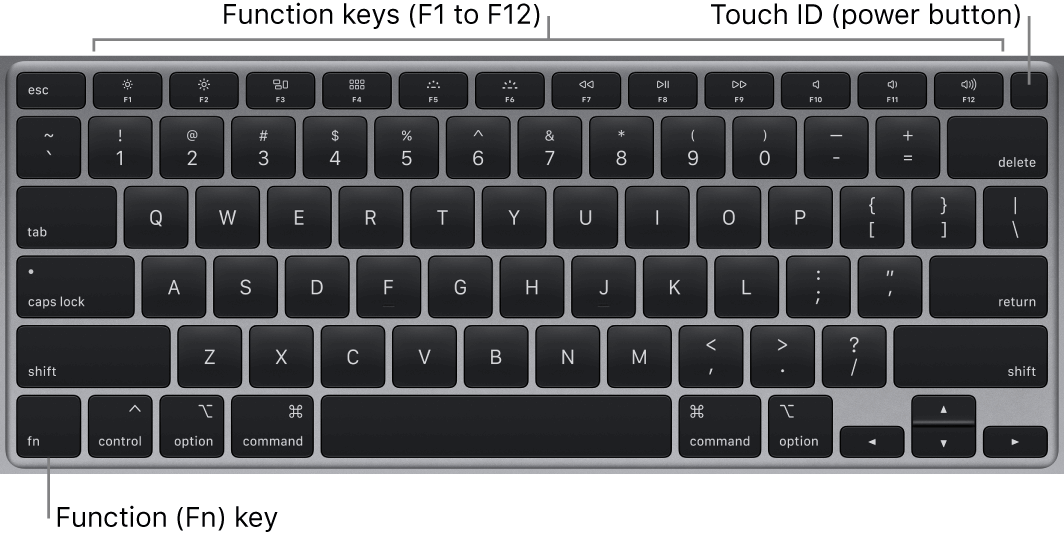 Function keys (F1 to F12)
Touch ID (power button)
esc F1 F2 F3 F4 F5 F6 F7 F8 F9 F10 F11 F12
~ ! @ # $ % ^ & * ( ) — +
` 1 2 3 4 5 6 7 8 9 0 - = delete
tab Q W E R T Y U I O P { [ } ] | \
caps lock A S D F G H J K L : ; " ' return
shift Z X C V B N M < , > . ? / shift
fn ^ control ⌥ option ⌘ command ⌘ command ⌥ option ◀ ▲ ▼ ▶
Function (Fn) key